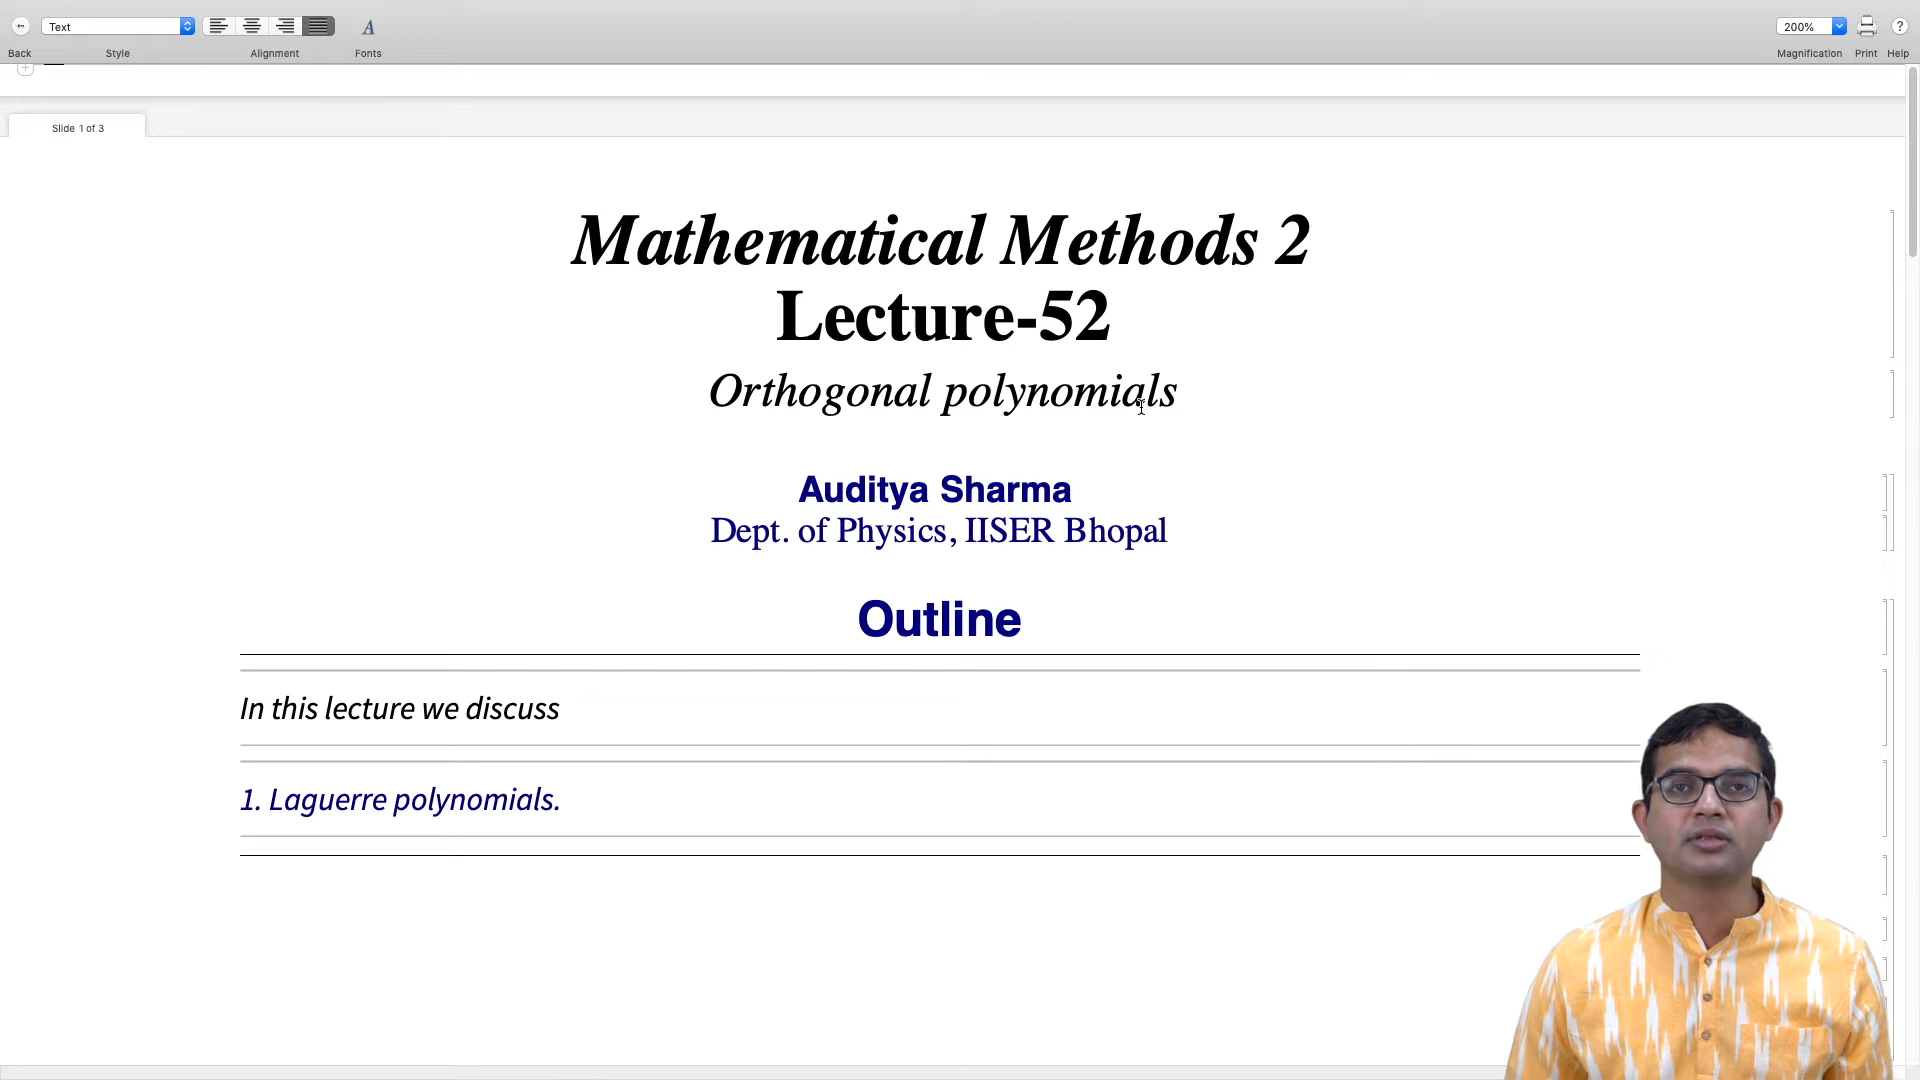 Text
200%
Back
Style
Alignment
Fonts
Magnification
Print
Help
Slide 1 of 3
Mathematical Methods 2
Lecture-52
Orthogonal polynomials
Auditya Sharma
Dept. of Physics, IISER Bhopal
Outline
In this lecture we discuss
1. Laguerre polynomials.